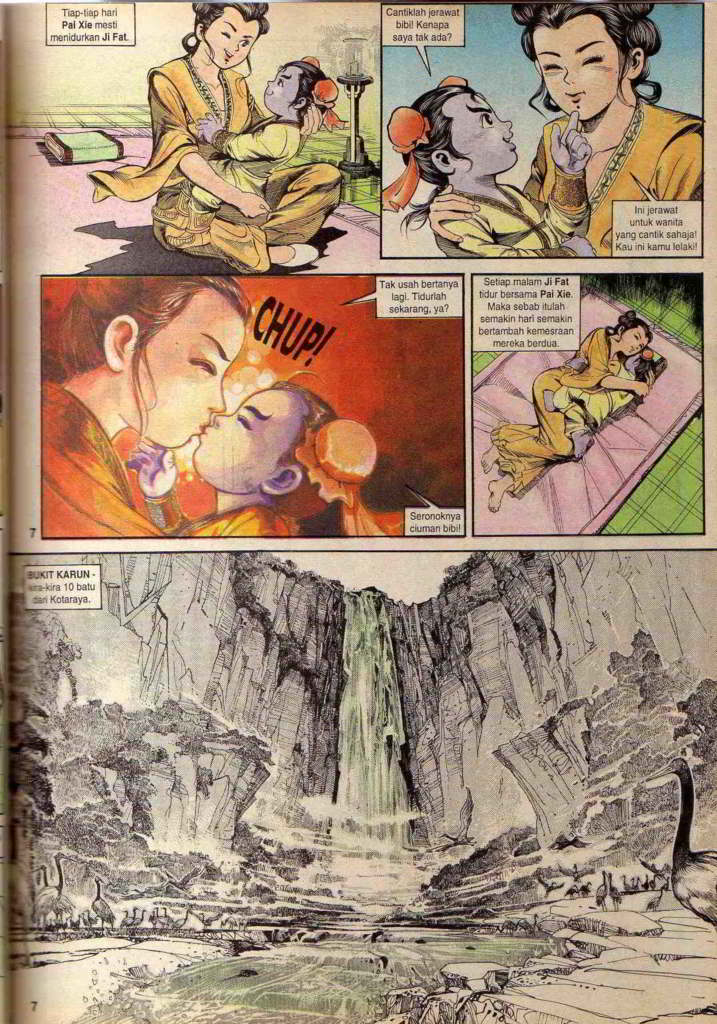 Tiap-tiap hari
Pai Xie mesti
menidurkan Ji Fat.
Cantiklah jerawat
bibi! Kenapa
saya tak ada?
Ini jerawat
untuk wanita
yang cantik sahaja!
Kau ini kamu lelaki!
Tak usah bertanya
lagi. Tidurlah
sekarang, ya?
CHUP!
Seronoknya
ciuman bibi!
7
Setiap malam Ji Fat
tidur bersama Pai Xie.
Maka sebab itulah
semakin hari semakin
bertambah kemesraan
mereka berdua.
BUKIT KARUN -
kira-kira 10 batu
dari Kotaraya.
7